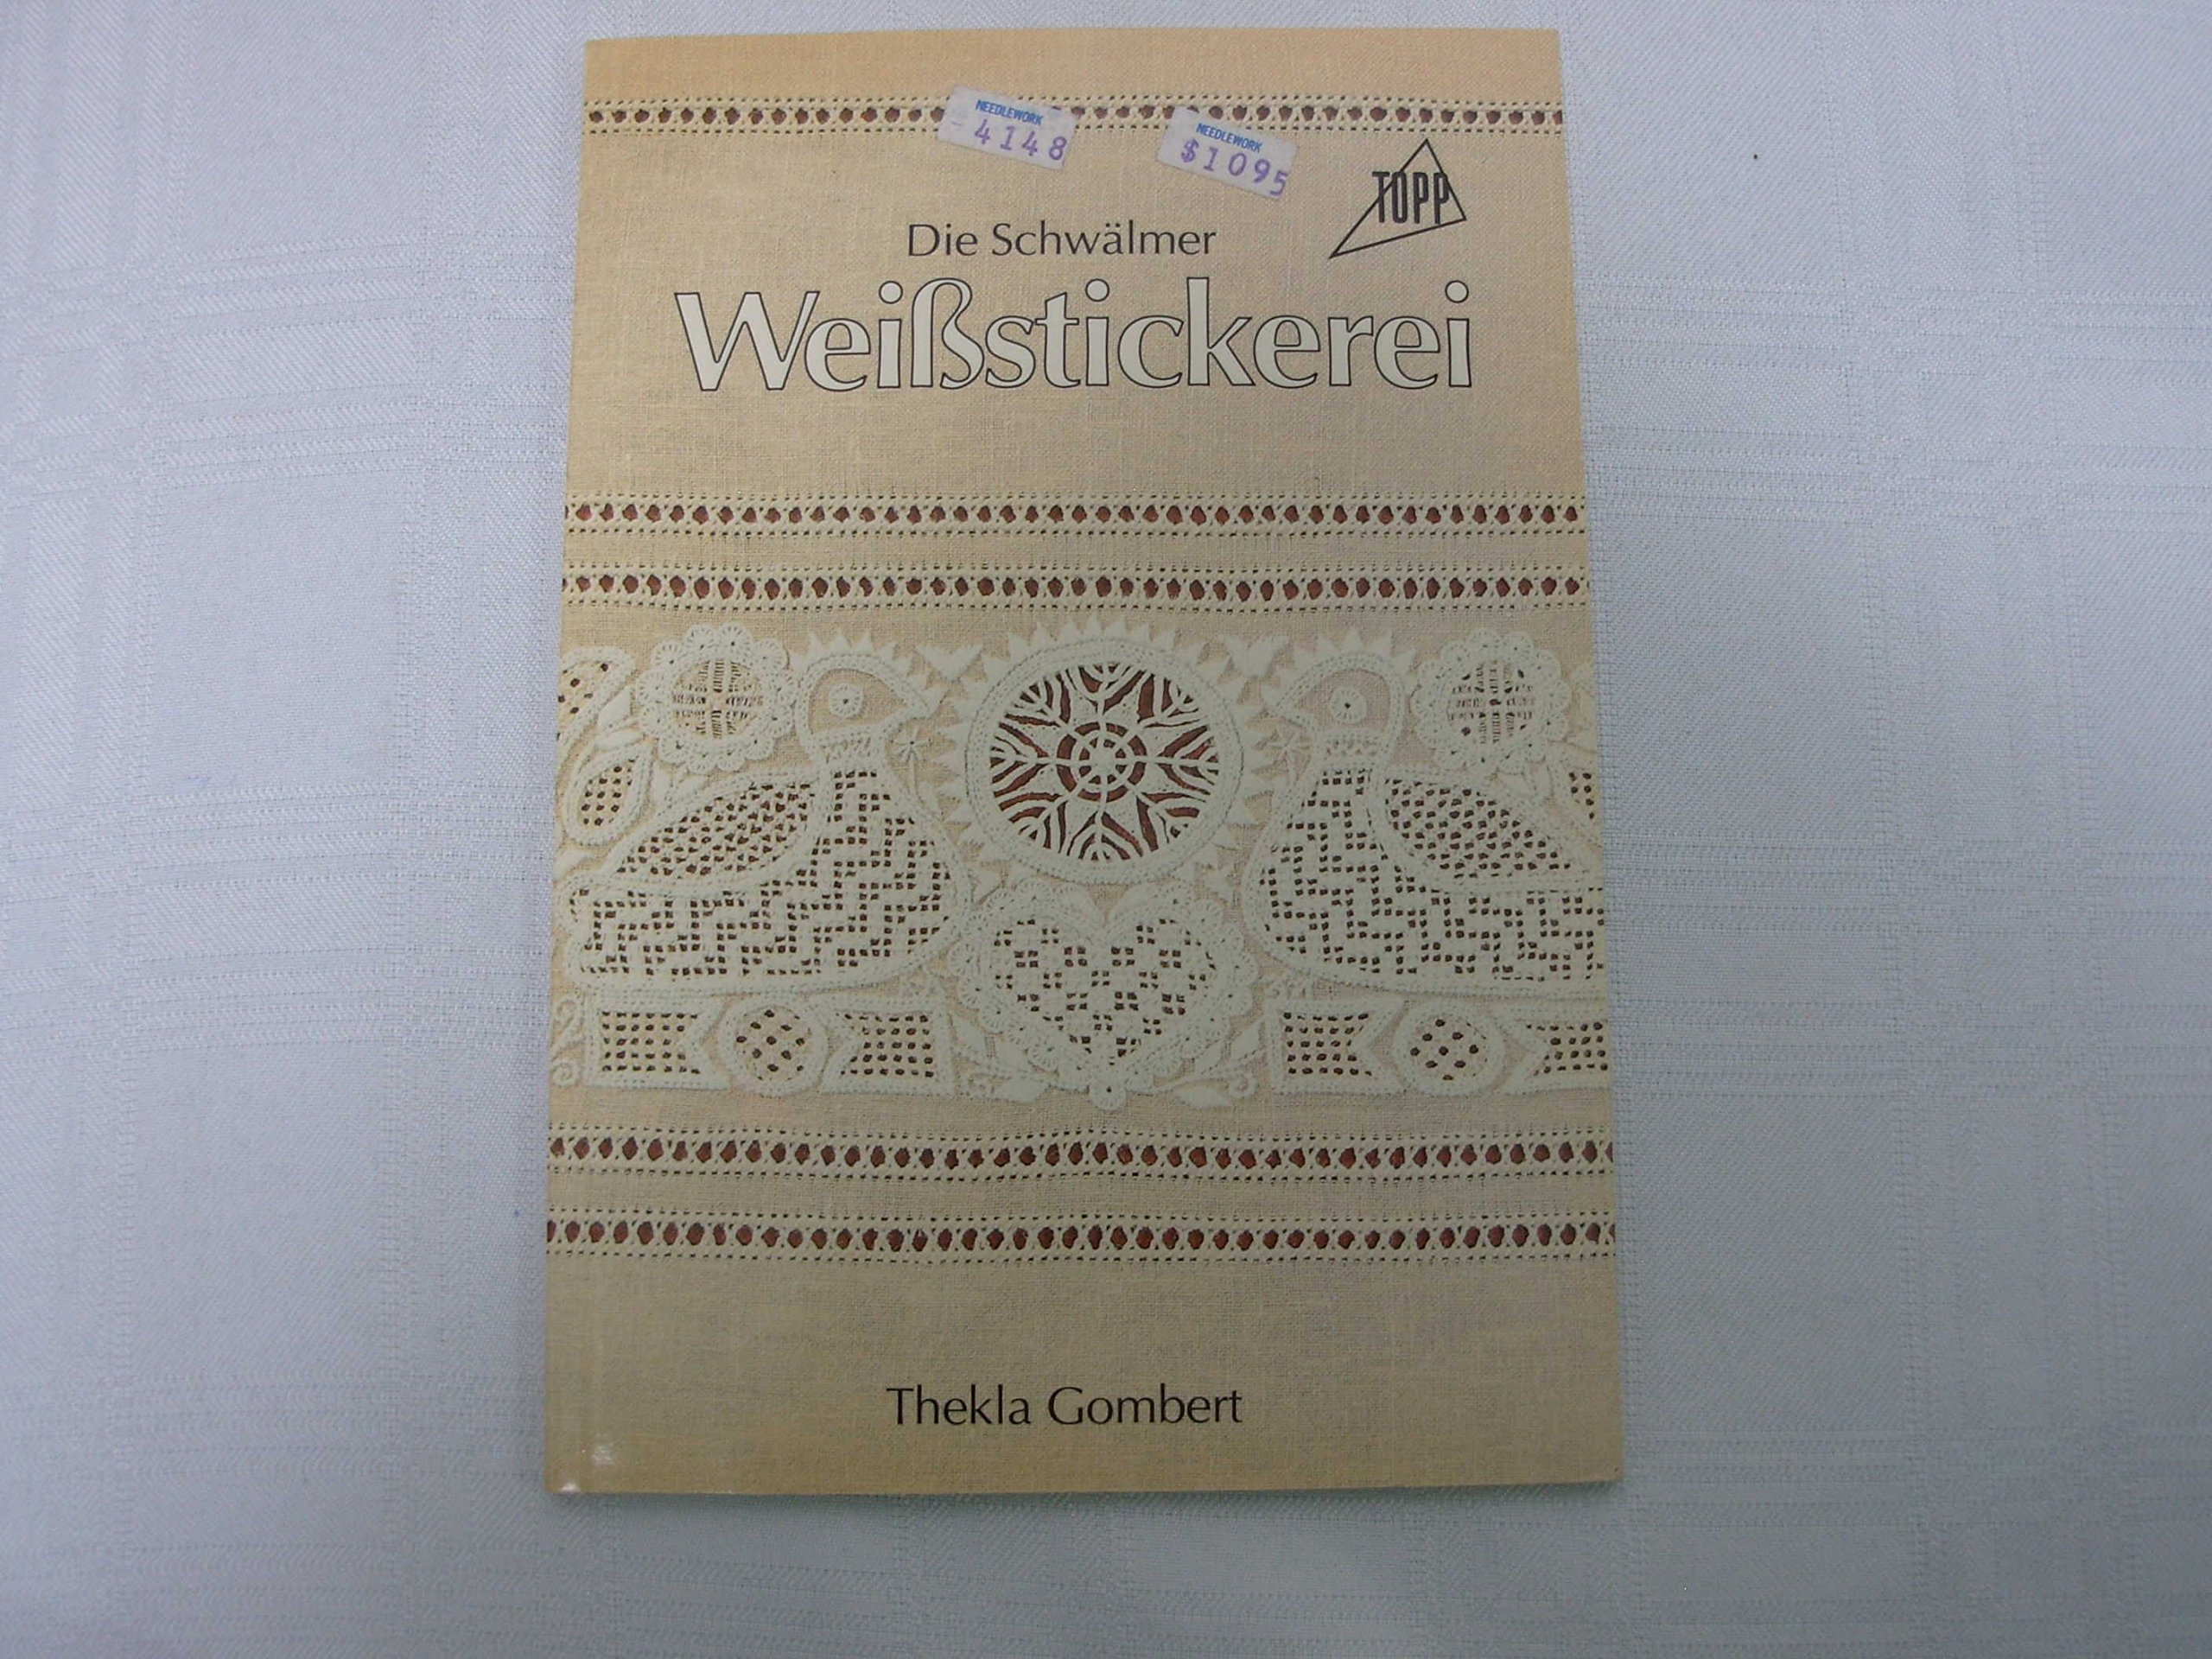 NEEDLEWORK
4148
NEEDLEWORK
$1095
TOPP
Die Schwälmer
Weißstickerei
Thekla Gombert